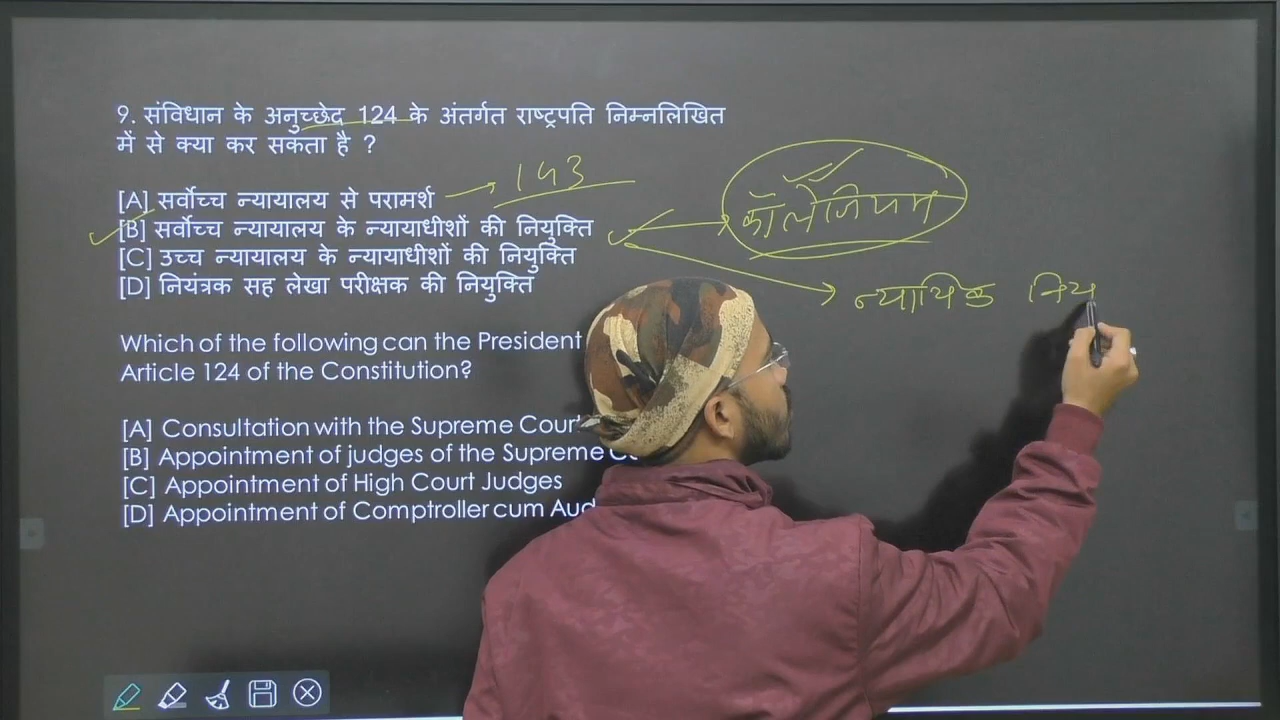 9. संविधान के अनुच्छेद 124 के अंतर्गत राष्ट्रपति निम्नलिखित
में से क्या कर सकता है ?
[A] सर्वोच्च न्यायालय से परामर्श
143
[B] सर्वोच्च न्यायालय के न्यायाधीशों की नियुक्ति
कॉलेजियम
[C] उच्च न्यायालय के न्यायाधीशों की नियुक्ति
[D] नियंत्रक सह लेखा परीक्षक की नियुक्ति
न्यायिक निय
Which of the following can the President
Article 124 of the Constitution?
[A] Consultation with the Supreme Court
[B] Appointment of judges of the Supreme
[C] Appointment of High Court Judges
[D] Appointment of Comptroller cum Aud